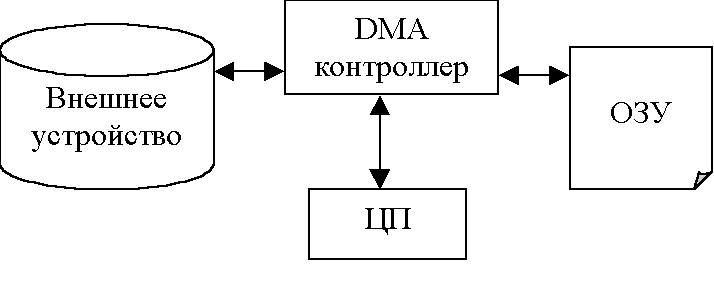 DMA
контроллер
Внешнее
устройство
ОЗУ
ЦП